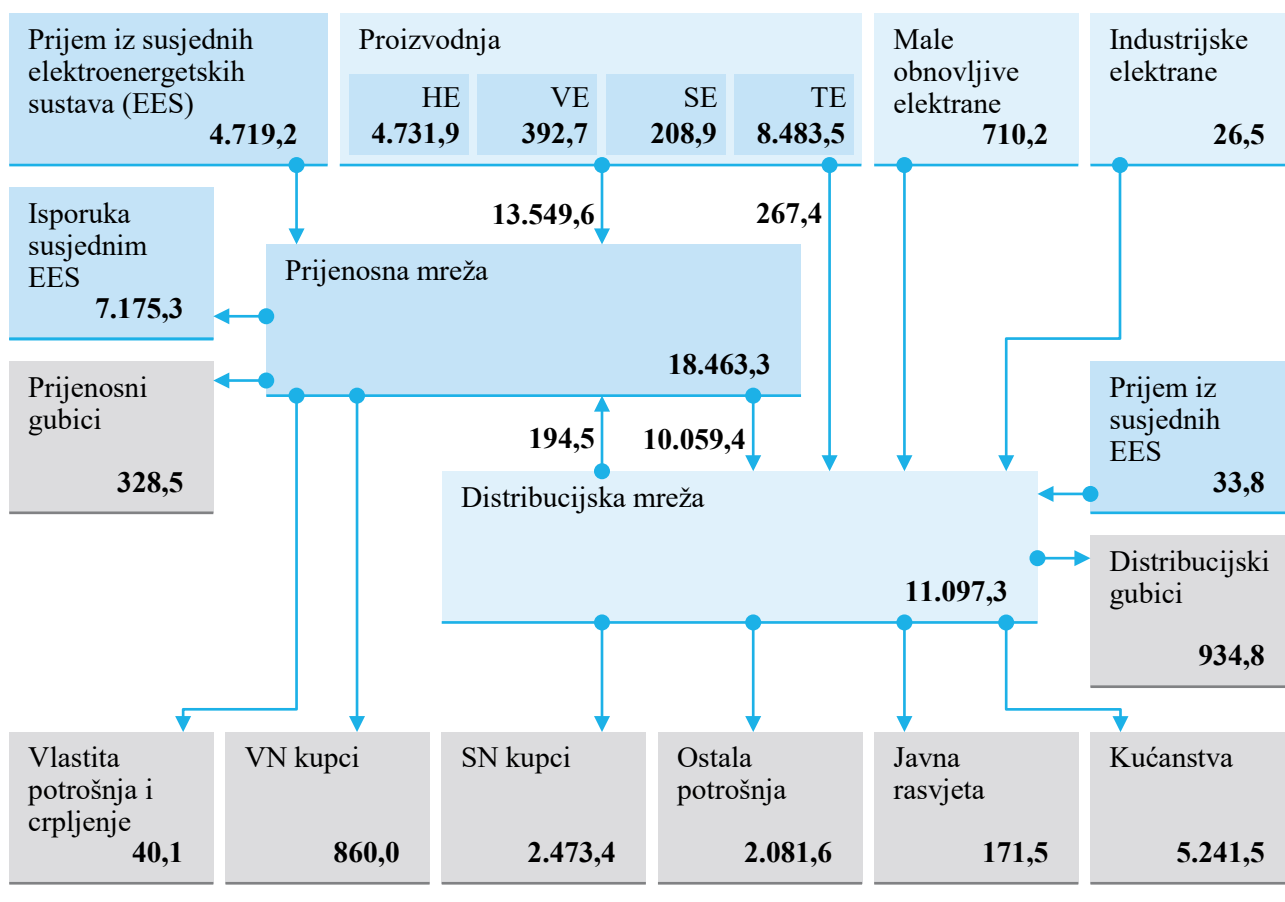 Prijem iz susjednih
elektroenergetskih
sustava (EES)
4.719,2
Proizvodnja
HE
4.731,9
VE
392,7
SE
208,9
TE
8.483,5
Male
obnovljive
elektrane
710,2
Industrijske
elektrane
26,5
Isporuka
susjednim
EES
7.175,3
13.549,6
267,4
Prijenosna mreža
18.463,3
Prijenosni
gubici
328,5
194,5
10.059,4
Prijem iz
susjednih
EES
33,8
Distribucijska mreža
11.097,3
Distribucijski
gubici
934,8
Vlastita
potrošnja i
crpljenje
40,1
VN kupci
860,0
SN kupci
2.473,4
Ostala
potrošnja
2.081,6
Javna
rasvjeta
171,5
Kućanstva
5.241,5